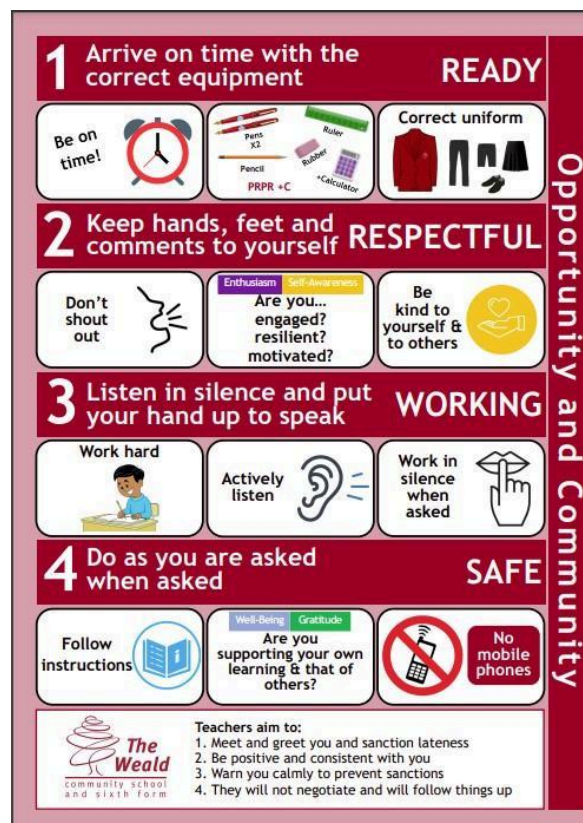 1 Arrive on time with the
correct equipment
READY
Be on
time!
Pens
X2
Ruler
Rubber
Pencil
+Calculator
PRPR +C
Correct uniform
2 Keep hands, feet and
comments to yourself
RESPECTFUL
Don't
shout
out
Enthusiasm Self-Awareness
Are you...
engaged?
resilient?
motivated?
Be
kind to
yourself &
to others
3 Listen in silence and put
your hand up to speak
WORKING
Work hard
Actively
listen
Work in
silence
when
asked
4 Do as you are asked
when asked
SAFE
Follow
instructions
i
Well-Being Gratitude
Are you
supporting your own
learning & that of
others?
No
mobile
phones
Opportunity and Community
The
Weald
community school
and sixth form
Teachers aim to:
1. Meet and greet you and sanction lateness
2. Be positive and consistent with you
3. Warn you calmly to prevent sanctions
4. They will not negotiate and will follow things up